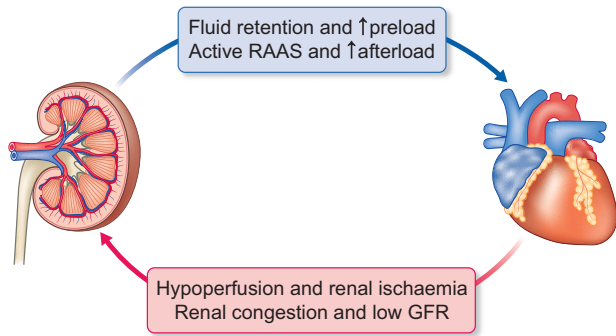 Fluid retention and ↑preload
Active RAAS and ↑afterload
Hypoperfusion and renal ischaemia
Renal congestion and low GFR